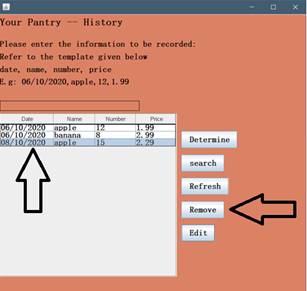 Your Pantry -- History
Please enter the information to be recorded:
Refer to the template given below
date, name, number, price
E.g: 06/10/2020,apple,12,1.99
Date Name Number Price
06/10/2020 apple 12 1.99
06/10/2020 banana 8 2.99
08/10/2020 apple 15 2.29
Determine
search
Refresh
Remove
Edit